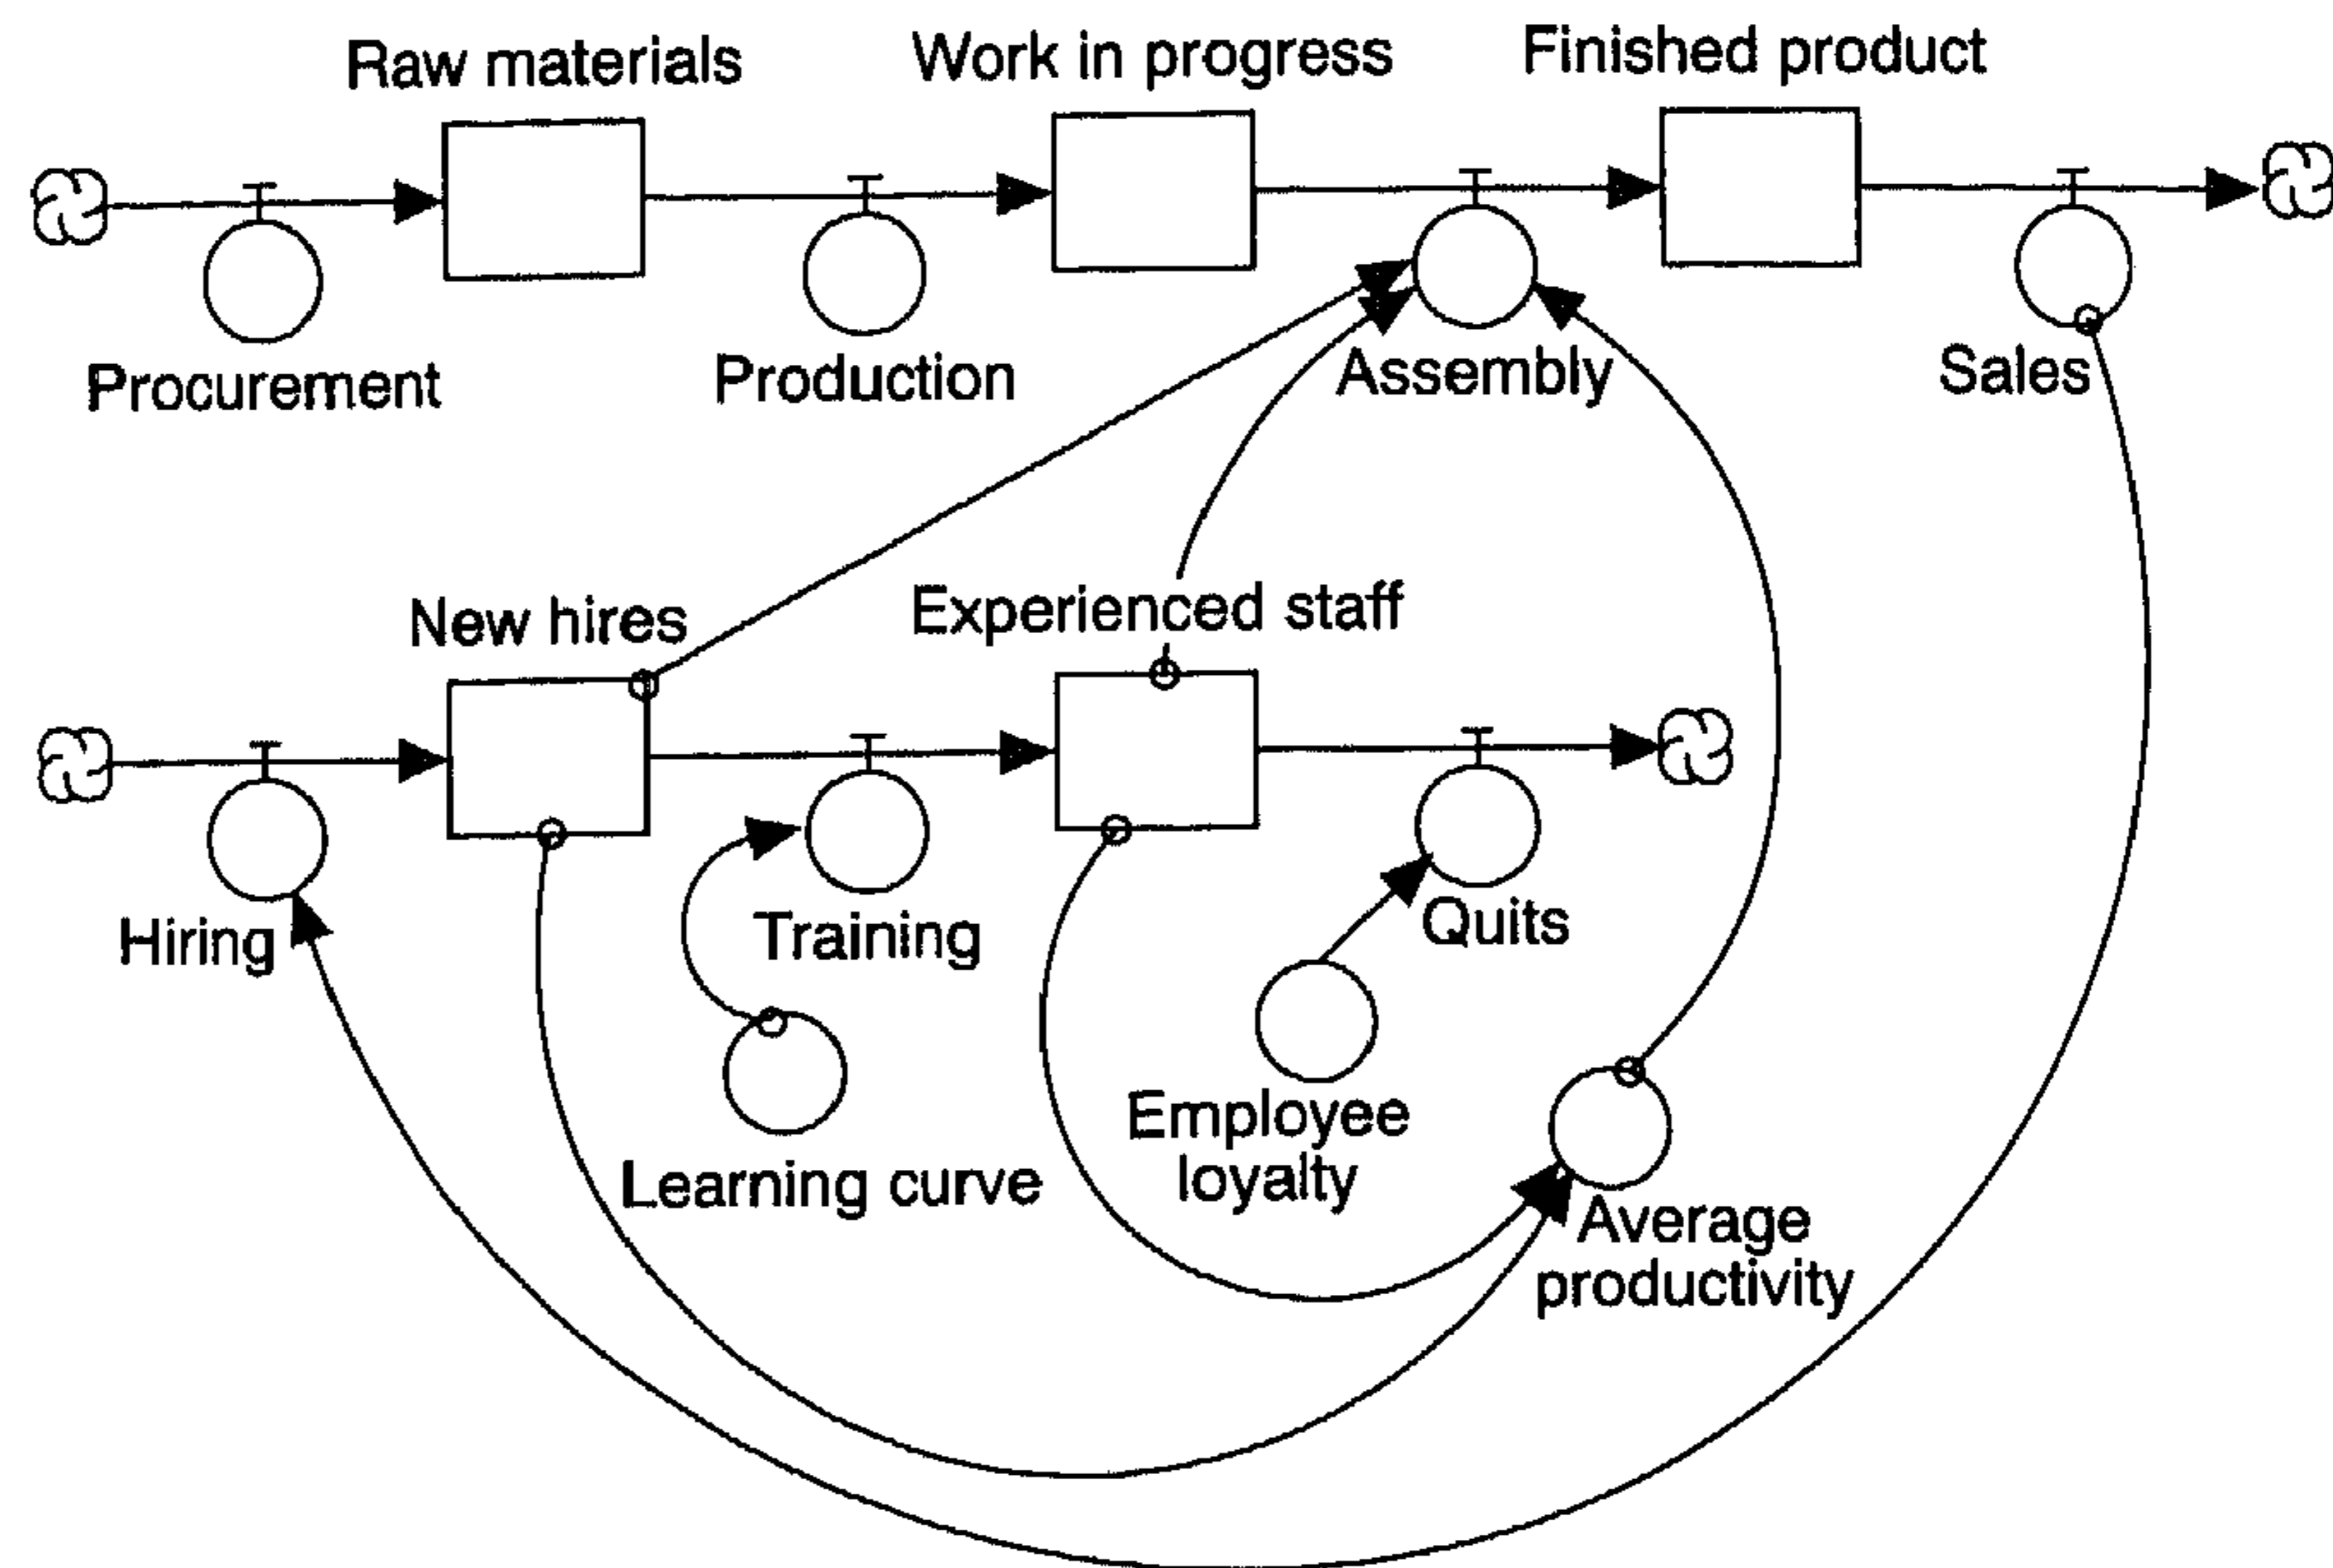 Raw materials
Work in progress
Finished product
Procurement
Production
Assembly
Sales
New hires
Experienced staff
Hiring
Training
Quits
Learning curve
Employee
loyalty
Average
productivity